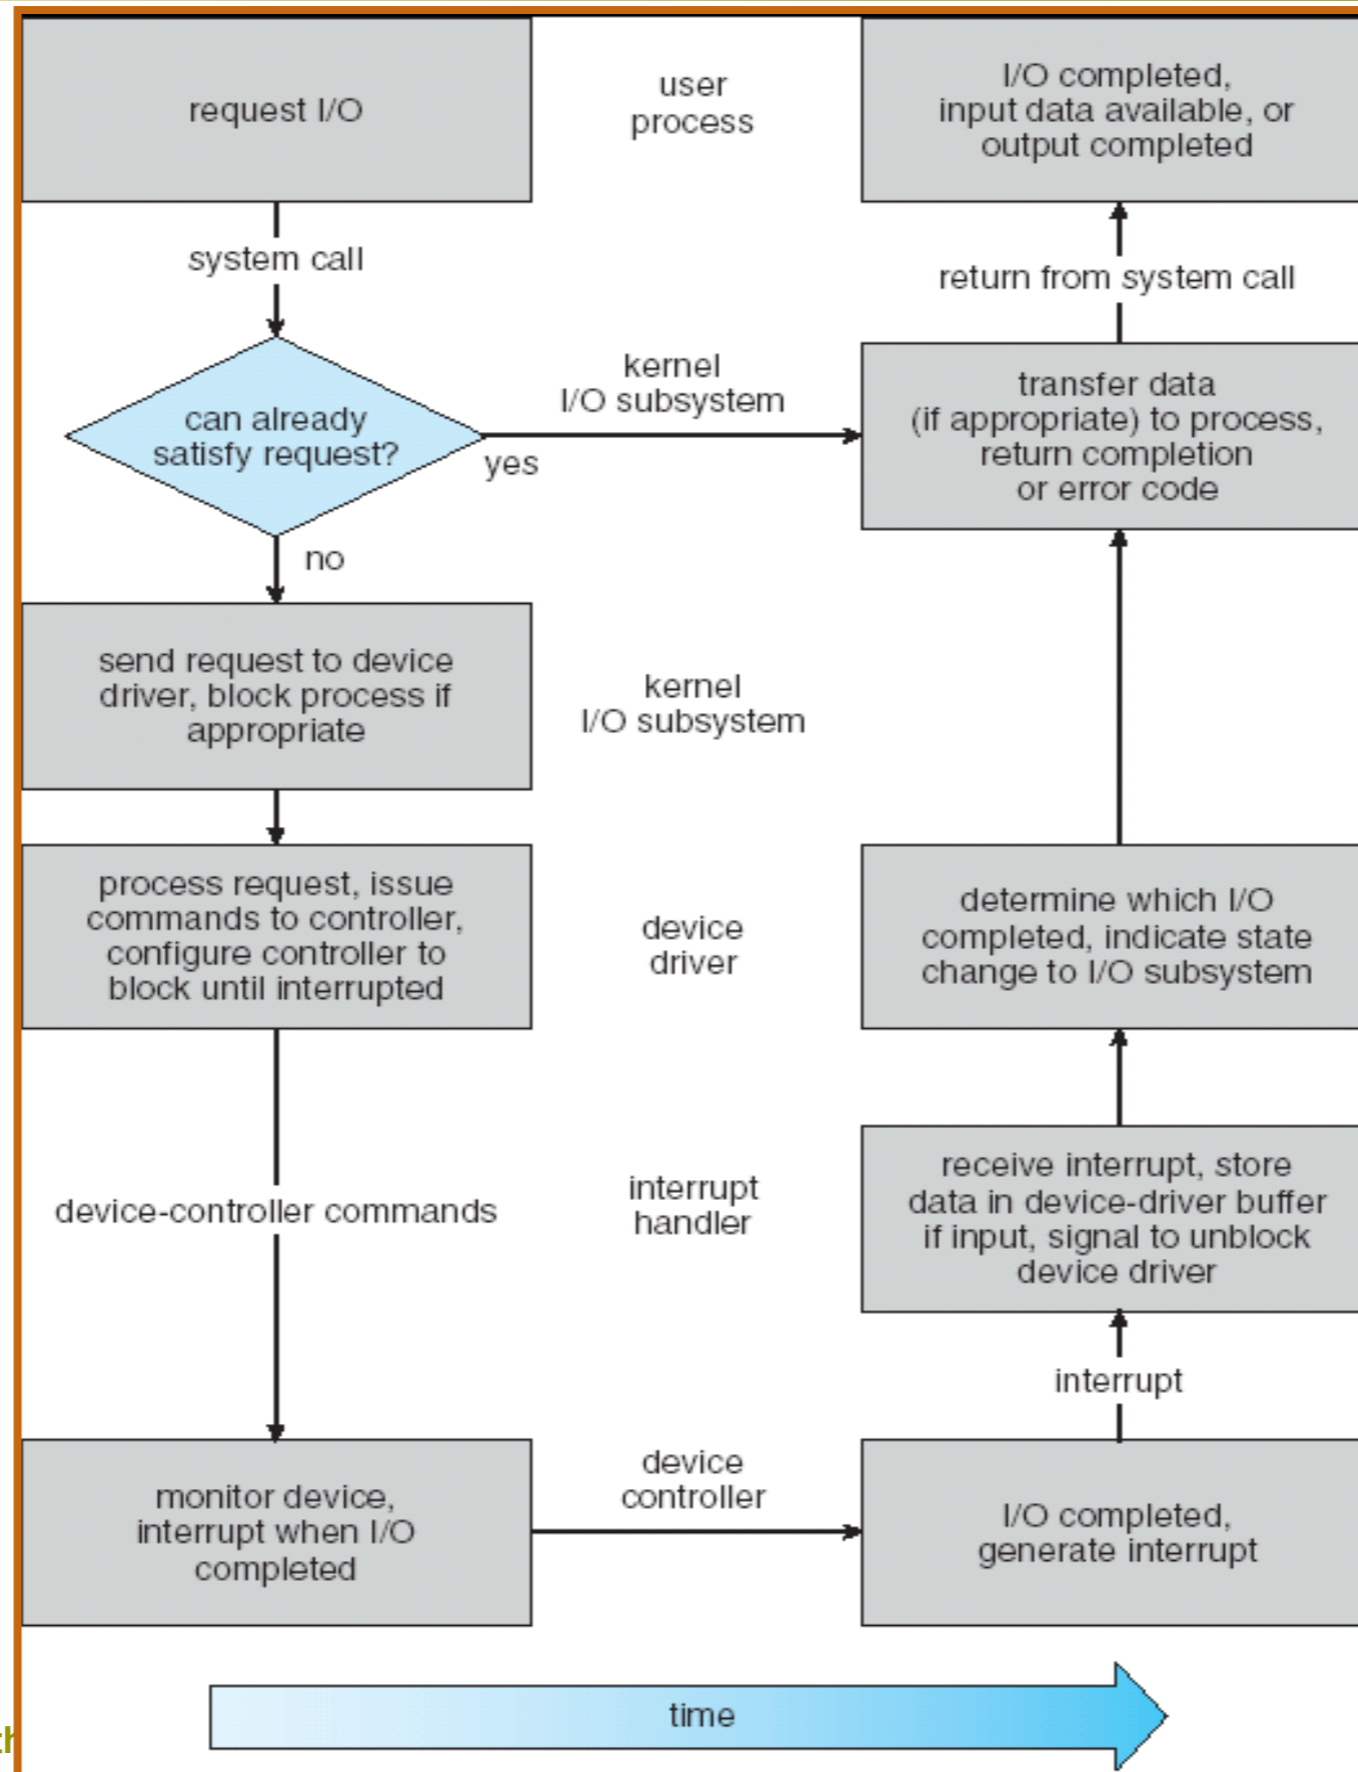 request I/O
user
process
I/O completed,
input data available, or
output completed
system call
return from system call
can already
satisfy request?
yes
no
kernel
I/O subsystem
transfer data
(if appropriate) to process,
return completion
or error code
send request to device
driver, block process if
appropriate
kernel
I/O subsystem
process request, issue
commands to controller,
configure controller to
block until interrupted
device
driver
determine which I/O
completed, indicate state
change to I/O subsystem
device-controller commands
interrupt
handler
receive interrupt, store
data in device-driver buffer
if input, signal to unblock
device driver
interrupt
monitor device,
interrupt when I/O
completed
device
controller
I/O completed,
generate interrupt
time